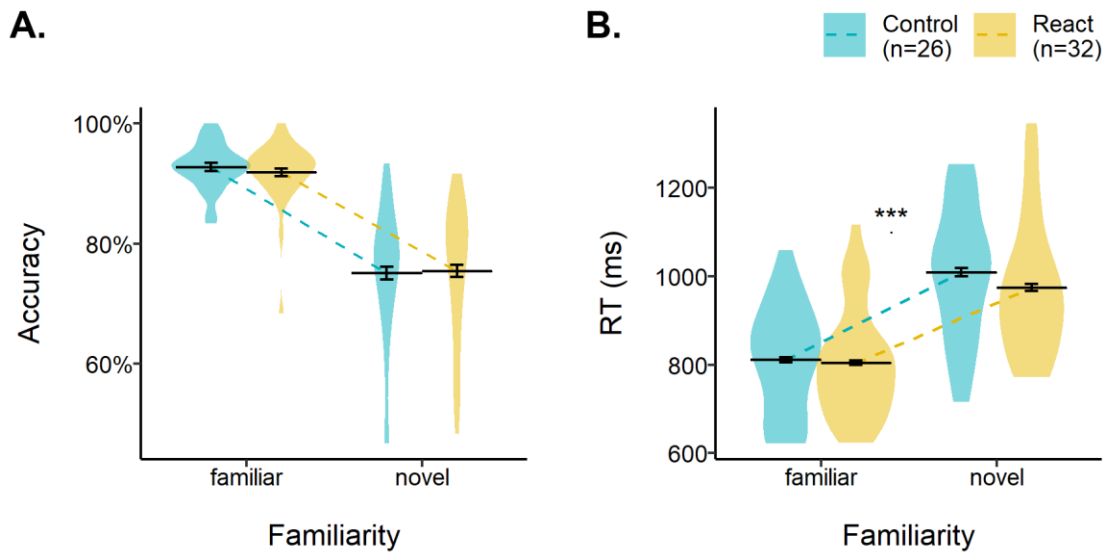 A.
100%
80%
60%
Accuracy
familiar
novel
Familiarity
B.
Control
(n=26)
React
(n=32)
1200
1000
800
600
RT (ms)
***
.
familiar
novel
Familiarity